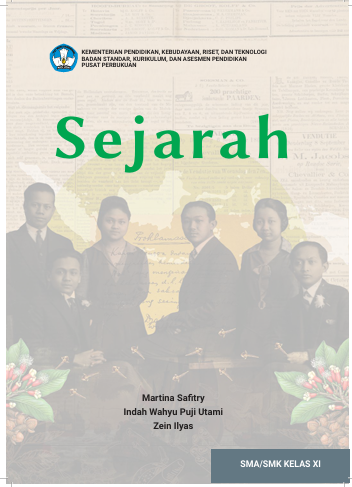 KEMENTERIAN PENDIDIKAN, KEBUDAYAAN, RISET, DAN TEKNOLOGI
BADAN STANDAR, KURIKULUM, DAN ASESMEN PENDIDIKAN
PUSAT PERBUKUAN
Sejarah
Martina Safitry
Indah Wahyu Puji Utami
Zein Ilyas
SMA/SMK KELAS XI